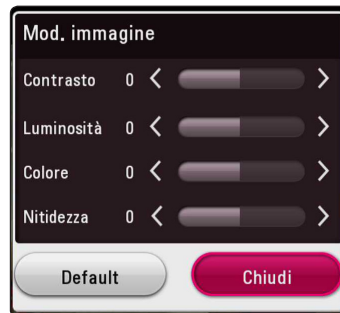 Mod. immagine
Contrasto 0
Luminosità 0
Colore 0
Nitidezza 0
Default Chiudi